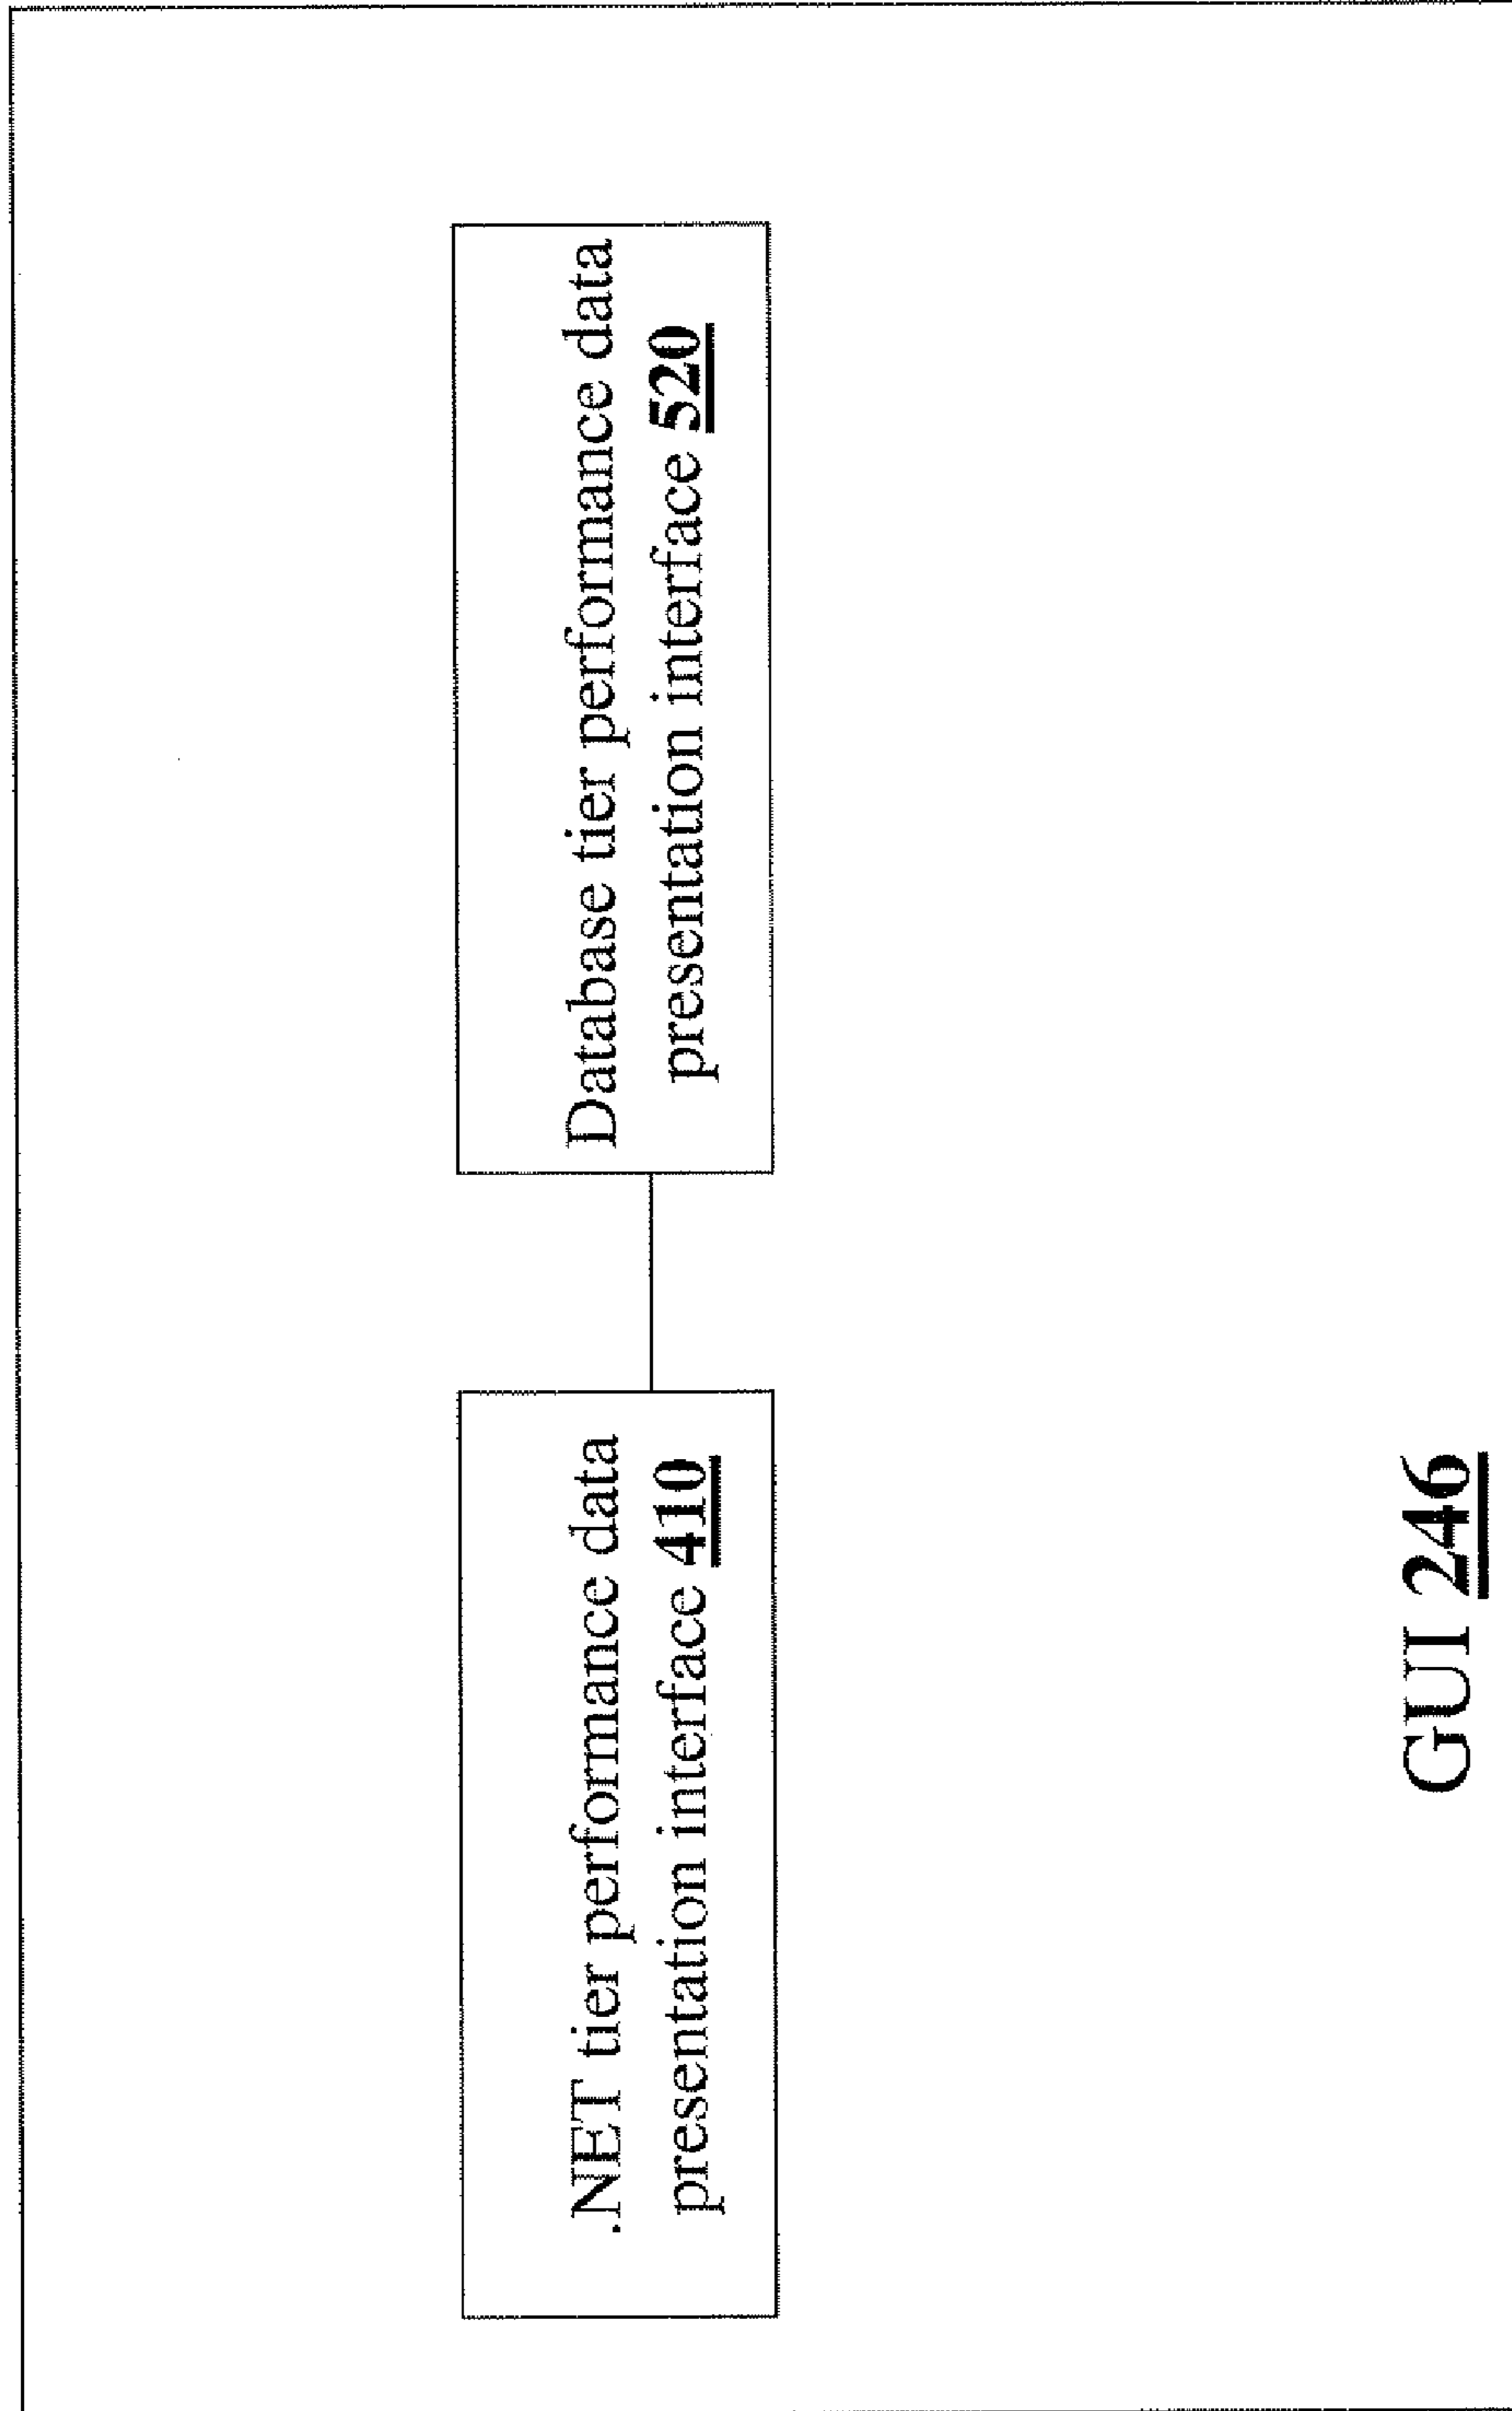 .NET tier performance data
presentation interface 410
Database tier performance data
presentation interface 520
GUI 246